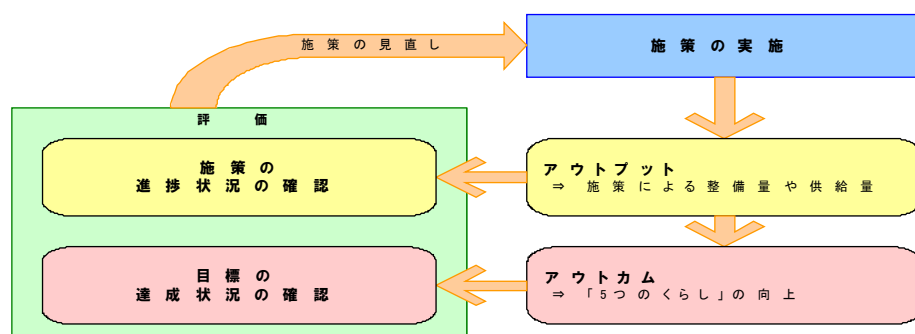 施策の見直し
施策の実施
評価
施策の
進捗状況の確認
アウトプット
⇒ 施策による整備量や供給量
目標の
達成状況の確認
アウトカム
⇒ 「5つのくらし」の向上